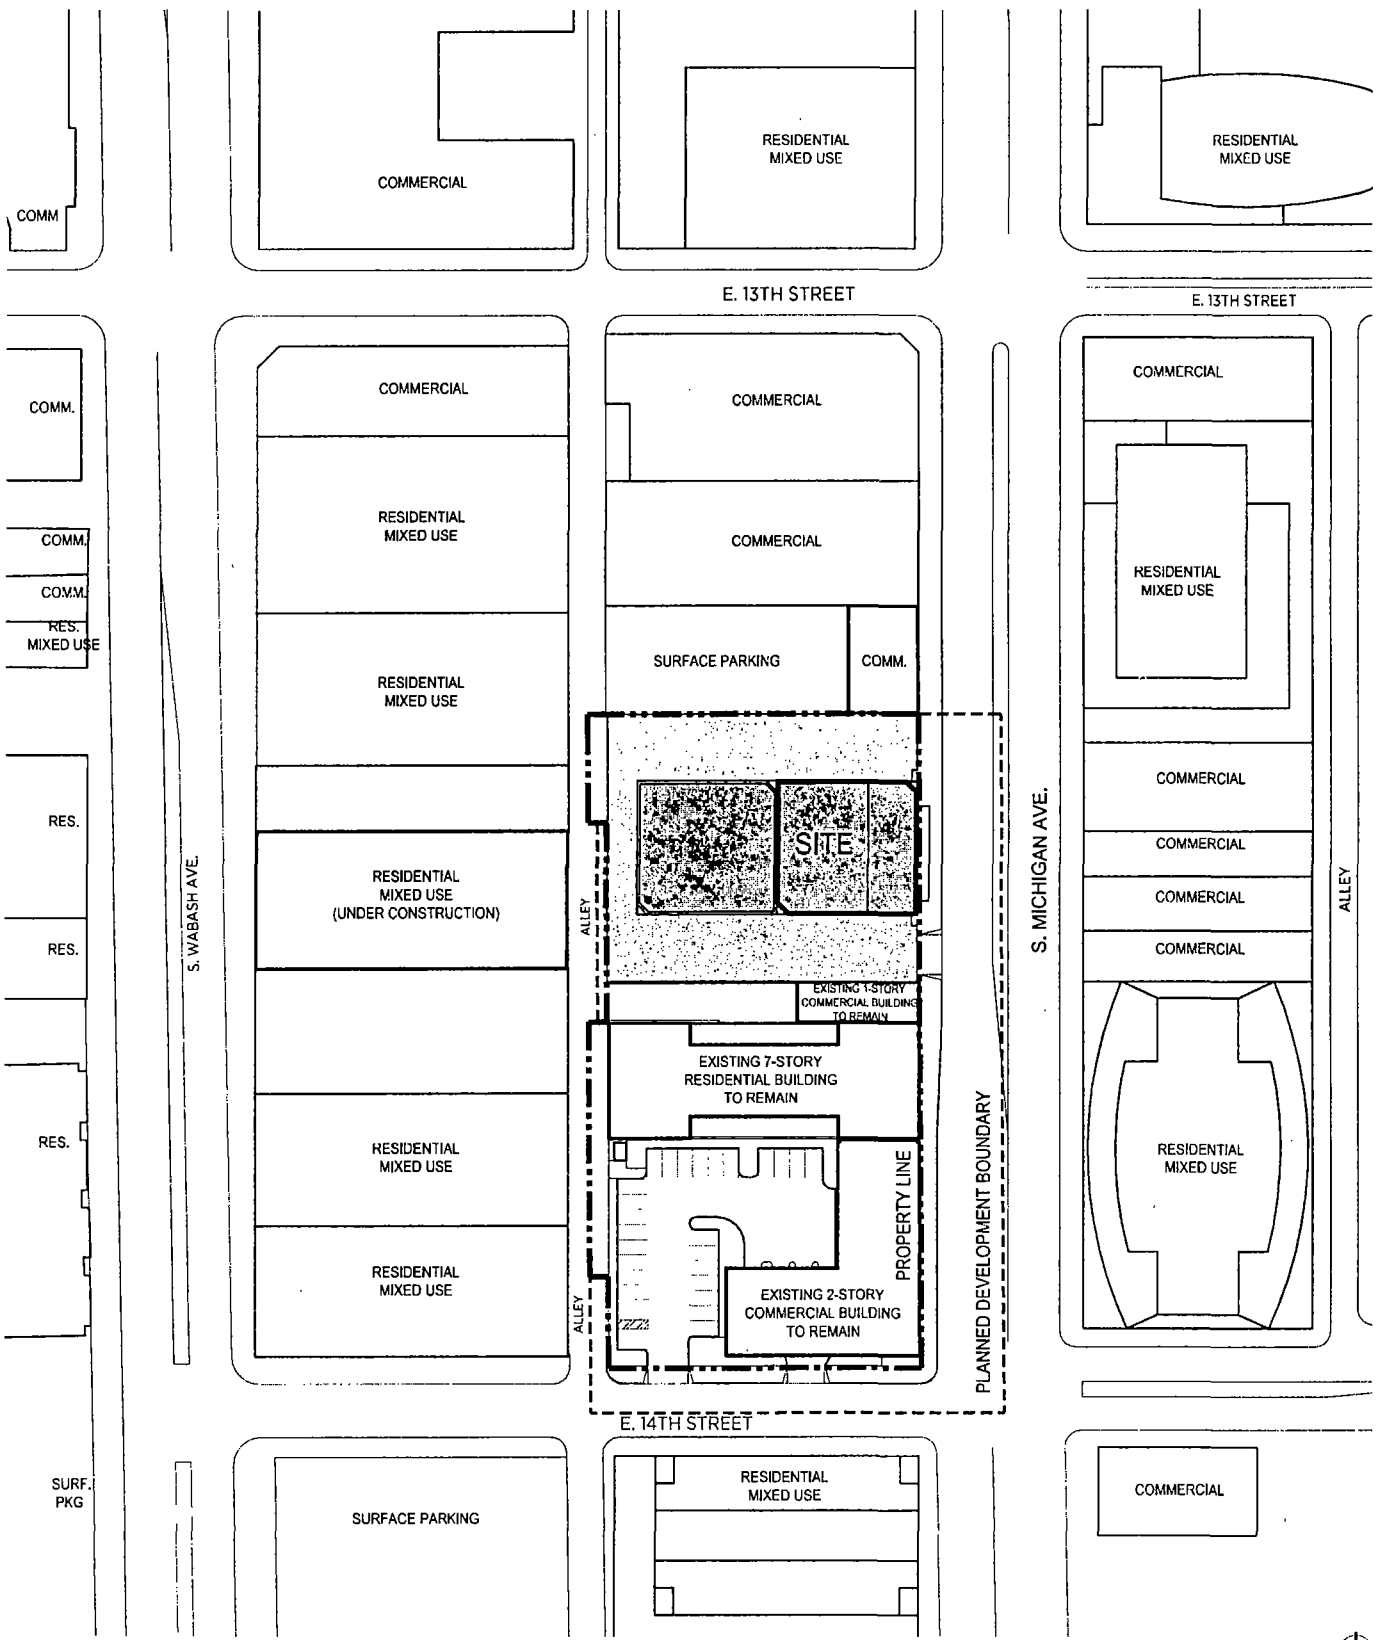 COMM
COMMERCIAL
RESIDENTIAL
MIXED USE
RESIDENTIAL
MIXED USE
E. 13TH STREET
E. 13TH STREET
COMM.
COMM.
COMM.
RES.
MIXED USE
RES.
RES.
RES.
SURF.
PKG
S. WABASH AVE.
COMMERCIAL
RESIDENTIAL
MIXED USE
RESIDENTIAL
MIXED USE
RESIDENTIAL
MIXED USE
(UNDER CONSTRUCTION)
RESIDENTIAL
MIXED USE
RESIDENTIAL
MIXED USE
ALLEY
ALLEY
COMMERCIAL
COMMERCIAL
SURFACE PARKING
COMM.
SITE
EXISTING 1-STORY
COMMERCIAL BUILDING
TO REMAIN
EXISTING 7-STORY
RESIDENTIAL BUILDING
TO REMAIN
PROPERTY LINE
EXISTING 2-STORY
COMMERCIAL BUILDING
TO REMAIN
PLANNED DEVELOPMENT BOUNDARY
S. MICHIGAN AVE.
COMMERCIAL
RESIDENTIAL
MIXED USE
COMMERCIAL
COMMERCIAL
COMMERCIAL
COMMERCIAL
RESIDENTIAL
MIXED USE
ALLEY
E. 14TH STREET
SURFACE PARKING
RESIDENTIAL
MIXED USE
COMMERCIAL